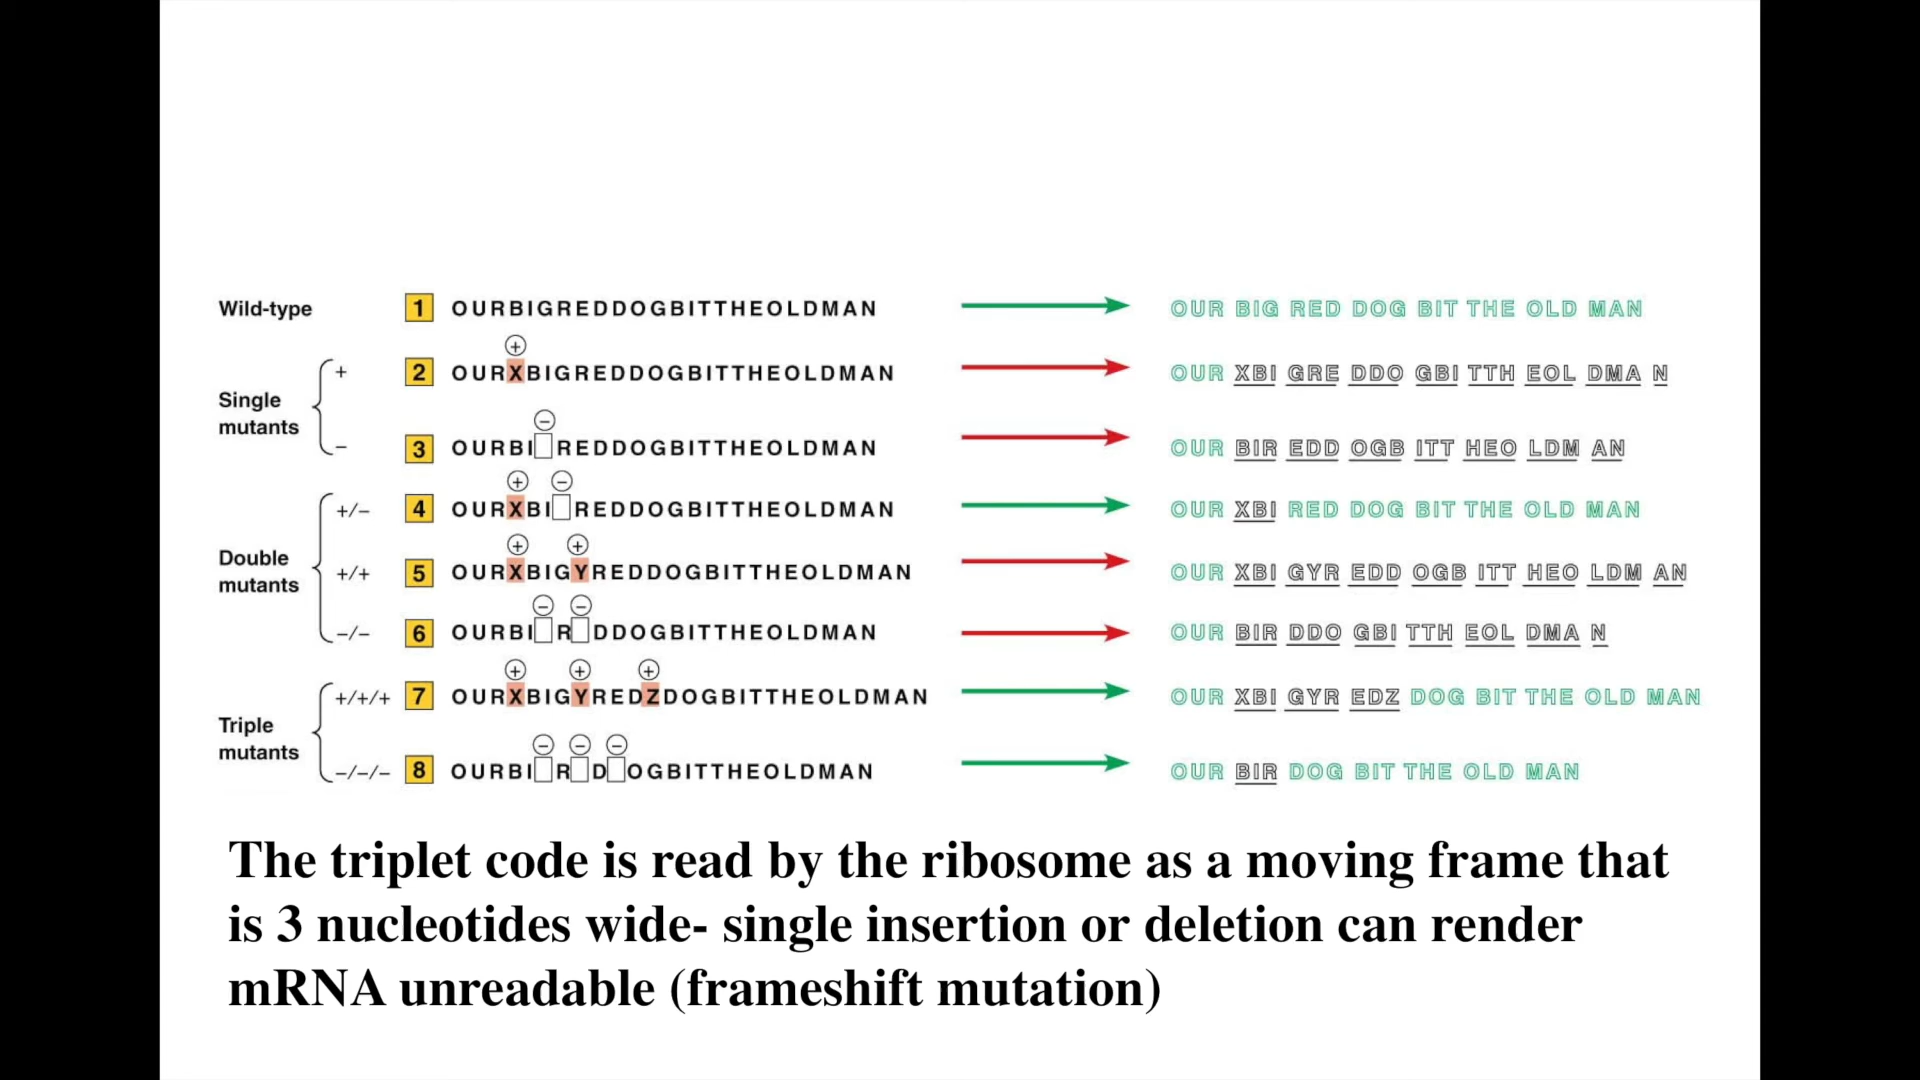 Wild-type 1 OURBIGREDDOGBITTHEOLDMAN OUR BIG RED DOG BIT THE OLD MAN
+
+ 2 OURXBIGREDDOGBITTHEOLDMAN OUR XBI GRE DDO GBI TTH EOL DMA N
Single
mutants
−
− 3 OURBI REDDOGBITTHEOLDMAN OUR BIR EDD OGB ITT HEO LDM AN
+ −
+/− 4 OURXBI REDDOGBITTHEOLDMAN OUR XBI RED DOG BIT THE OLD MAN
+ +
Double
mutants
+/+ 5 OURXBIGYREDDOGBITTHEOLDMAN OUR XBI GYR EDD OGB ITT HEO LDM AN
− −
−/− 6 OURBI R DDOGBITTHEOLDMAN OUR BIR DDO GBI TTH EOL DMA N
+ + +
+/+/+ 7 OURXBIGYREDZDOGBITTHEOLDMAN OUR XBI GYR EDZ DOG BIT THE OLD MAN
Triple
mutants
− − −
−/−/− 8 OURBI R D OGBITTHEOLDMAN OUR BIR DOG BIT THE OLD MAN
The triplet code is read by the ribosome as a moving frame that
is 3 nucleotides wide- single insertion or deletion can render
mRNA unreadable (frameshift mutation)